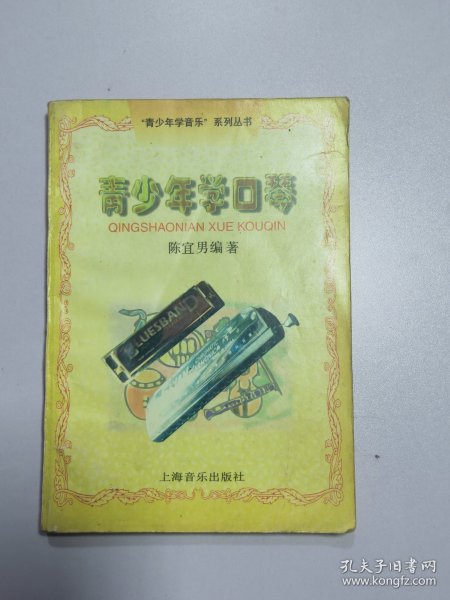 “青少年学音乐”系列丛书
青少年学口琴
QINGSHAONIAN XUE KOUQIN
陈宜男编著
BLUESBAND
上海音乐出版社
孔夫子旧书网
www.kongfz.com